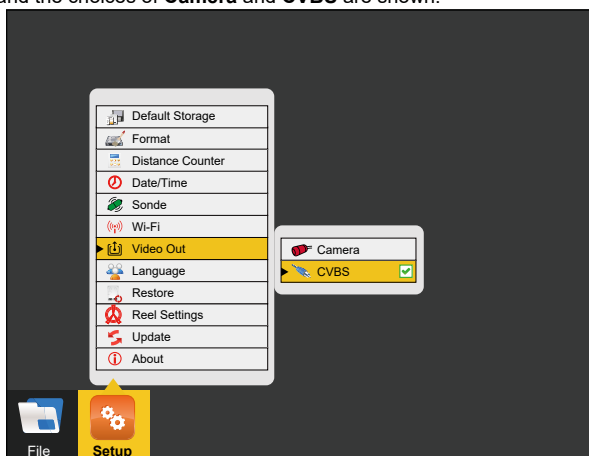 and the choices of Camera and CVBS are shown.
Default Storage
Format
Distance Counter
Date/Time
Sonde
Wi-Fi
Video Out
Language
Restore
Reel Settings
Update
About
Camera
CVBS
File
Setup